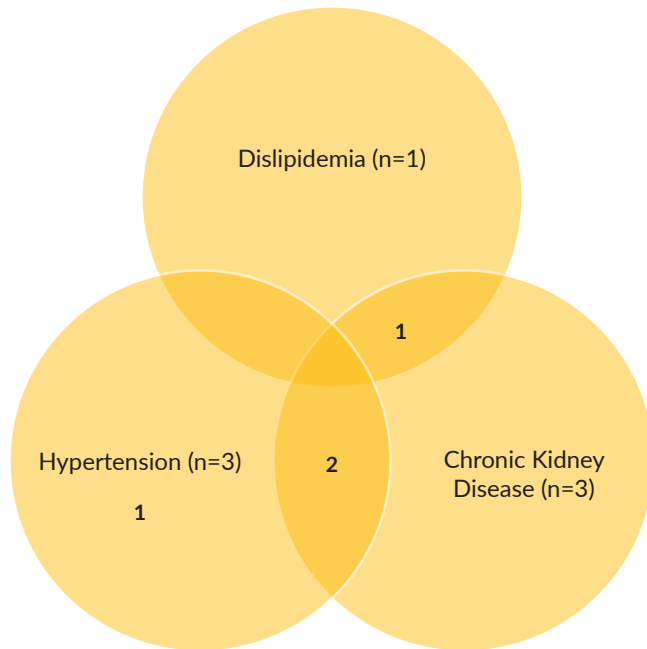 Dislipidemia (n=1)
1
Hypertension (n=3)
1
2
Chronic Kidney
Disease (n=3)